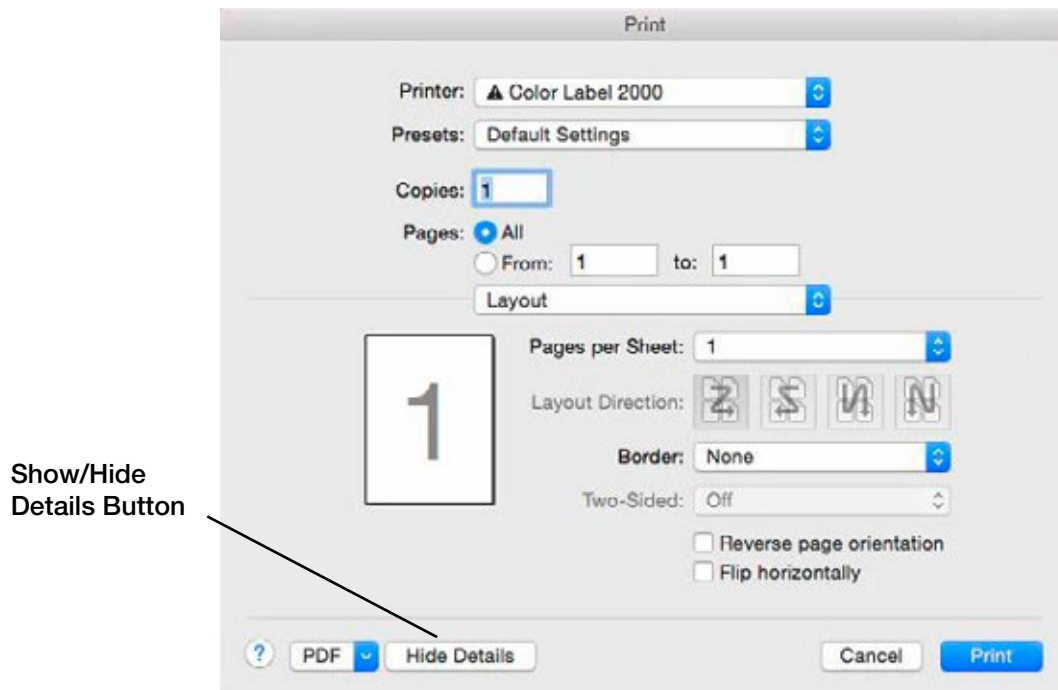 Print
Printer: Color Label 2000
Presets: Default Settings
Copies: 1
Pages: All
From: 1 to: 1
Layout
1
Pages per Sheet: 1
Layout Direction:
Border: None
Two-Sided: Off
Reverse page orientation
Flip horizontally
Show/Hide
Details Button
? PDF Hide Details Cancel Print